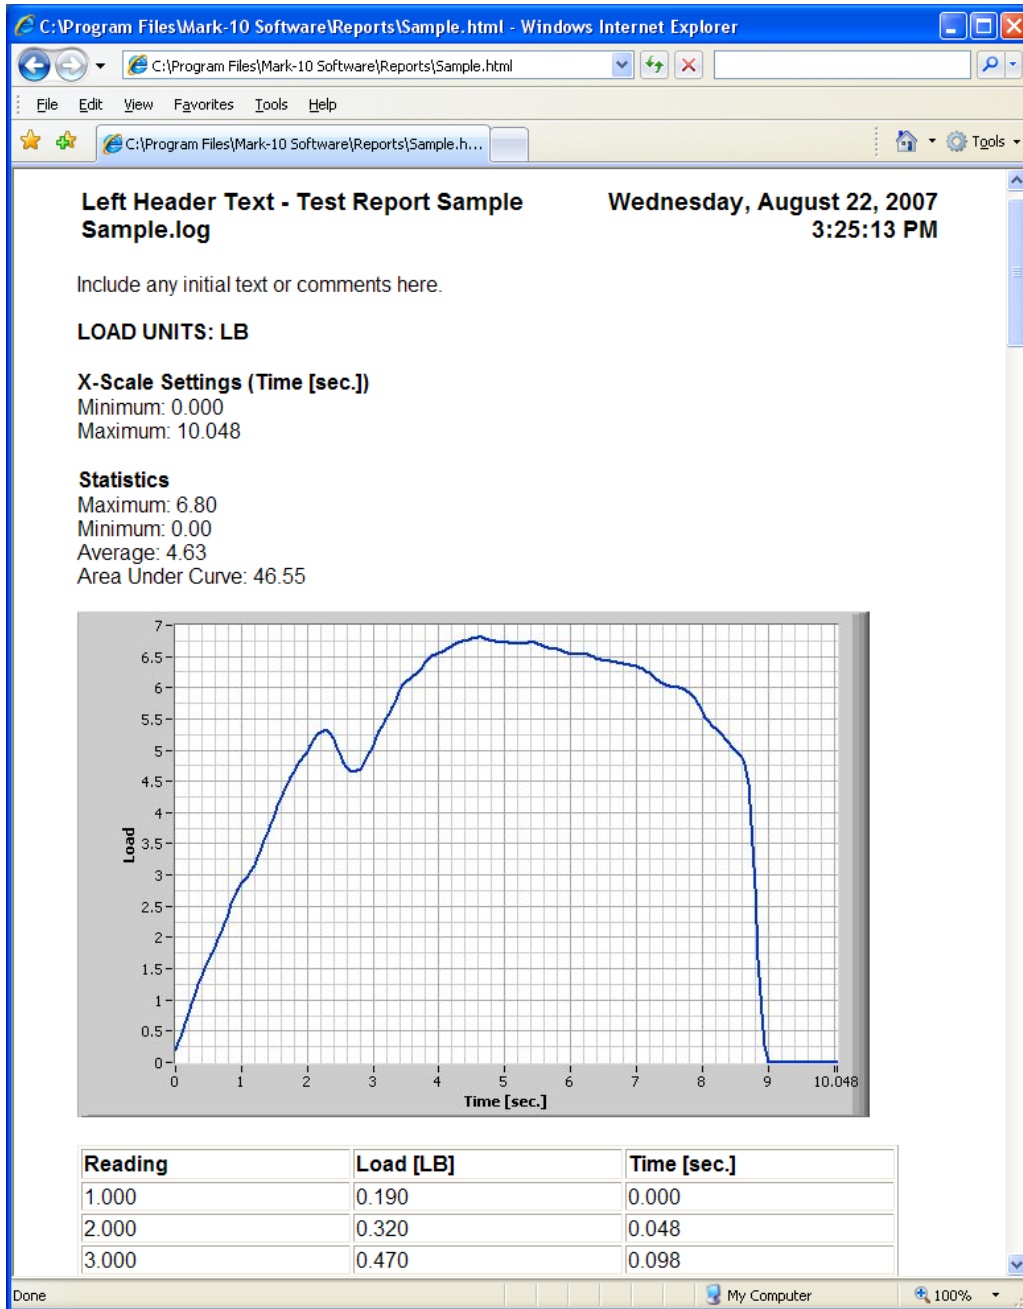 C:\Program Files\Mark-10 Software\Reports\Sample.html - Windows Internet Explorer
C:\Program Files\Mark-10 Software\Reports\Sample.html
File Edit View Favorites Tools Help
C:\Program Files\Mark-10 Software\Reports\Sample.h... Tools
Left Header Text - Test Report Sample Wednesday, August 22, 2007
Sample.log 3:25:13 PM
Include any initial text or comments here.
LOAD UNITS: LB
X-Scale Settings (Time [sec.])
Minimum: 0.000
Maximum: 10.048
Statistics
Maximum: 6.80
Minimum: 0.00
Average: 4.63
Area Under Curve: 46.55
7
6.5
6
5.5
5
4.5
4
3.5
3
2.5
2
1.5
1
0.5
0
Load
0 1 2 3 4 5 6 7 8 9 10.048
Time [sec.]
Reading Load [LB] Time [sec.]
1.000 0.190 0.000
2.000 0.320 0.048
3.000 0.470 0.098
Done My Computer 100%